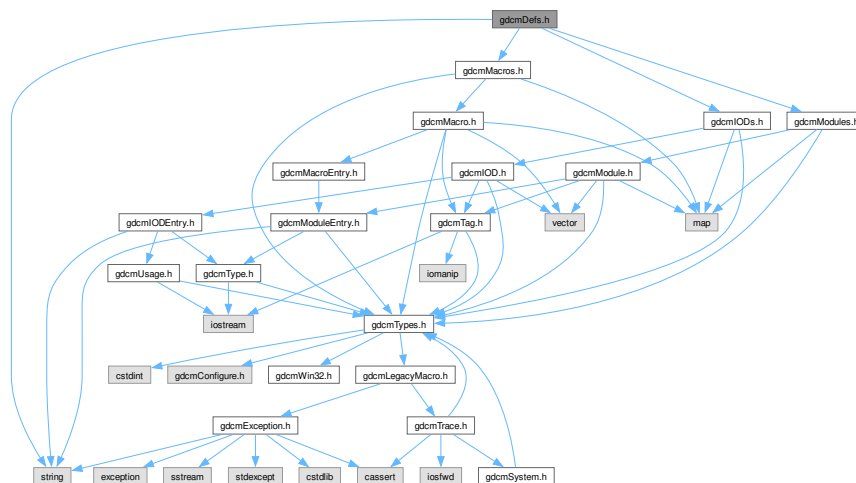 gdcmDefs.h
gdcmMacros.h
gdcmMacro.h
gdcmIODs.h
gdcmModules.h
gdcmMacroEntry.h
gdcmIOD.h
gdcmModule.h
gdcmIODEntry.h
gdcmModuleEntry.h
gdcmTag.h
vector
map
gdcmUsage.h
gdcmType.h
iomanip
iostream
gdcmTypes.h
cstdint
gdcmConfigure.h
gdcmWin32.h
gdcmLegacyMacro.h
gdcmException.h
gdcmTrace.h
string
exception
sstream
stdexcept
cstdlib
cassert
iosfwd
gdcmSystem.h